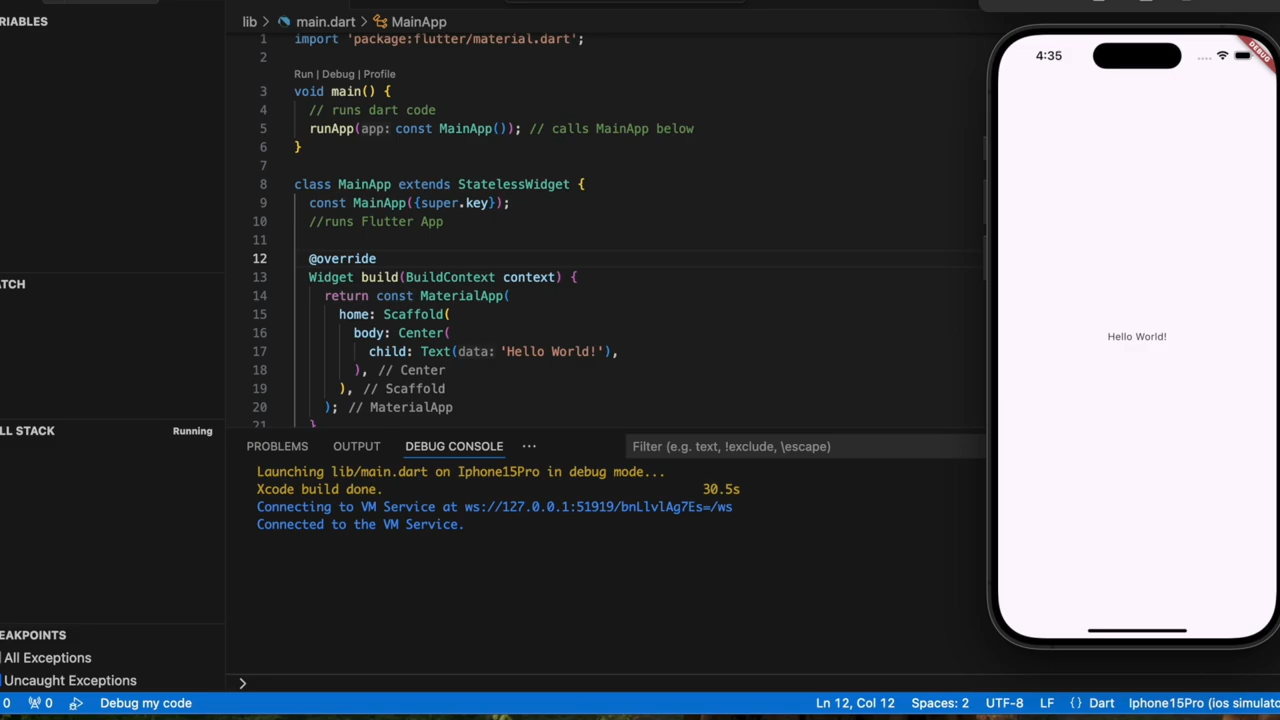 RIABLES
ATCH
LL STACK
Running
EAKPOINTS
All Exceptions
Uncaught Exceptions
lib > main.dart > MainApp
1 import 'package:flutter/material.dart';
2
Run | Debug | Profile
3 void main() {
4 // runs dart code
5 runApp(app: const MainApp()); // calls MainApp below
6 }
7
8 class MainApp extends StatelessWidget {
9 const MainApp({super.key});
10 //runs Flutter App
11
12 @override
13 Widget build(BuildContext context) {
14 return const MaterialApp(
15 home: Scaffold(
16 body: Center(
17 child: Text(data: 'Hello World!'),
18 ), // Center
19 ), // Scaffold
20 ); // MaterialApp
21 }
PROBLEMS OUTPUT DEBUG CONSOLE ··· Filter (e.g. text, !exclude, \escape)
Launching lib/main.dart on Iphone15Pro in debug mode...
Xcode build done. 30.5s
Connecting to VM Service at ws://127.0.0.1:51919/bnLlvlAg7Es=/ws
Connected to the VM Service.
>
4:35
DEBUG
Hello World!
0 0 Debug my code Ln 12, Col 12 Spaces: 2 UTF-8 LF {} Dart Iphone15Pro (ios simulato